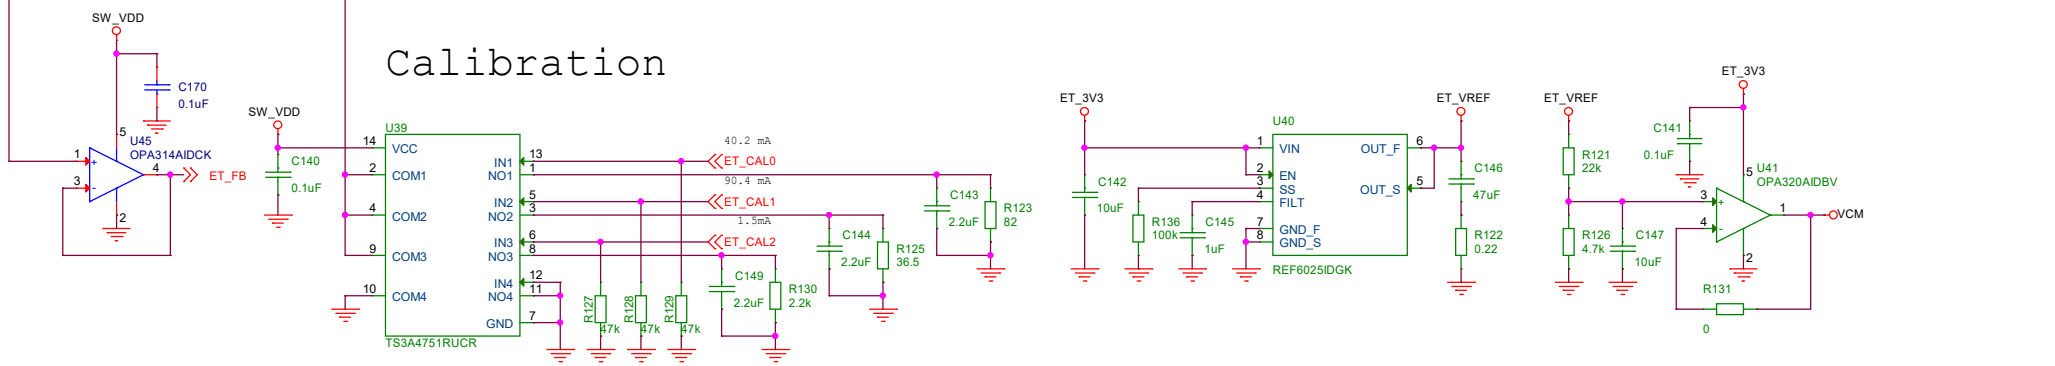 SW_VDD
C170
0.1uF
5
U45
OPA314AIDCK
1
+
3
-
4
2
ET_FB
Calibration
SW_VDD
C140
0.1uF
U39
14
VCC
2
COM1
4
COM2
9
COM3
10
COM4
IN1
13
NO1
1
IN2
5
NO2
3
IN3
6
NO3
8
IN4
12
NO4
11
GND
7
TS3A4751RUCR
40.2 mA
ET_CAL0
90.4 mA
ET_CAL1
1.5mA
ET_CAL2
R127
47k
R128
47k
R129
47k
C149
2.2uF
R130
2.2k
C144
2.2uF
R125
36.5
C143
2.2uF
R123
82
ET_3V3
C142
10uF
R136
100k
C145
1uF
U40
1
VIN
2
EN
3
SS
4
FILT
7
GND_F
8
GND_S
OUT_F
6
OUT_S
5
REF6025IDGK
ET_VREF
C146
47uF
R122
0.22
ET_VREF
R121
22k
R126
4.7k
C147
10uF
ET_3V3
C141
0.1uF
5
U41
OPA320AIDBV
3
+
4
-
1
2
VCM
R131
0